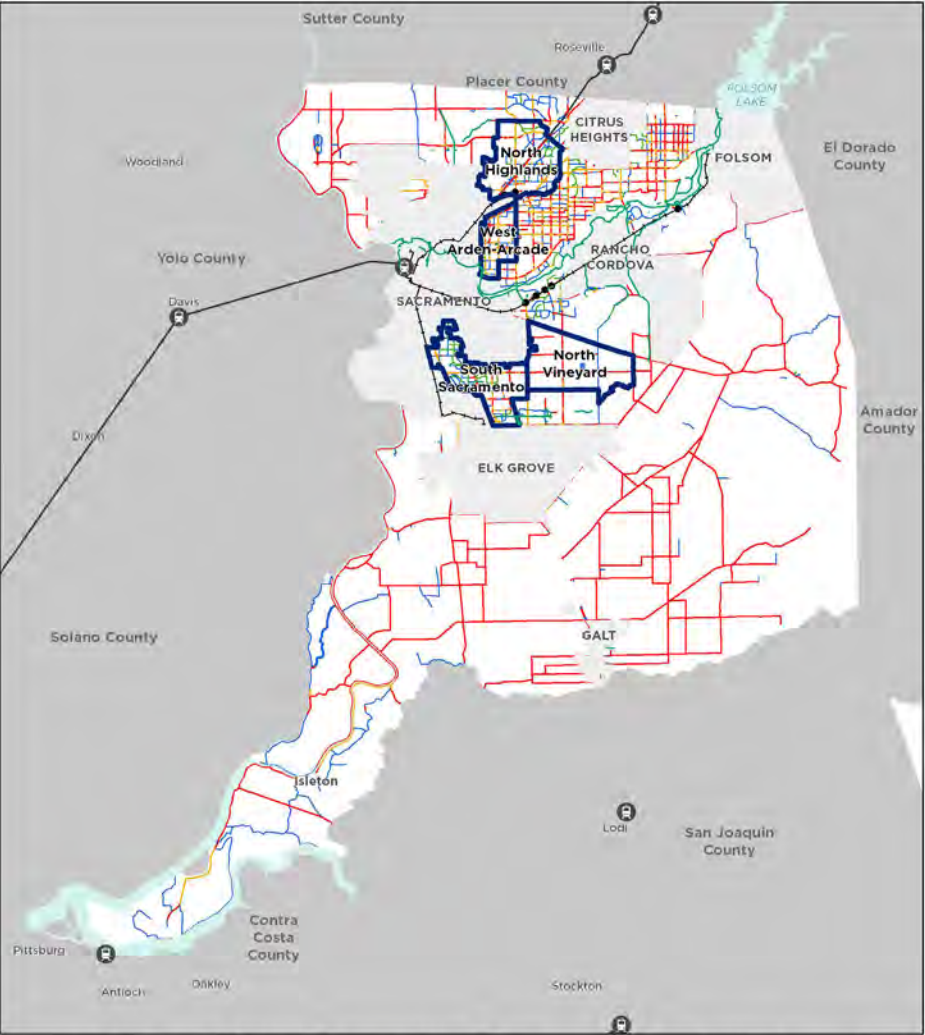 Sutter County
Roseville
Placer County
FOLSOM
LAKE
CITRUS
HEIGHTS
El Dorado
County
Woodland
North
Highlands
FOLSOM
West
Arden-Arcade
Yolo County
RANCHO
CORDOVA
Davis
SACRAMENTO
North
Vineyard
South
Sacramento
Amador
County
Dixon
ELK GROVE
Solano County
GALT
Isleton
Lodi
San Joaquin
County
Contra
Costa
County
Pittsburg
Antioch
Oakley
Stockton